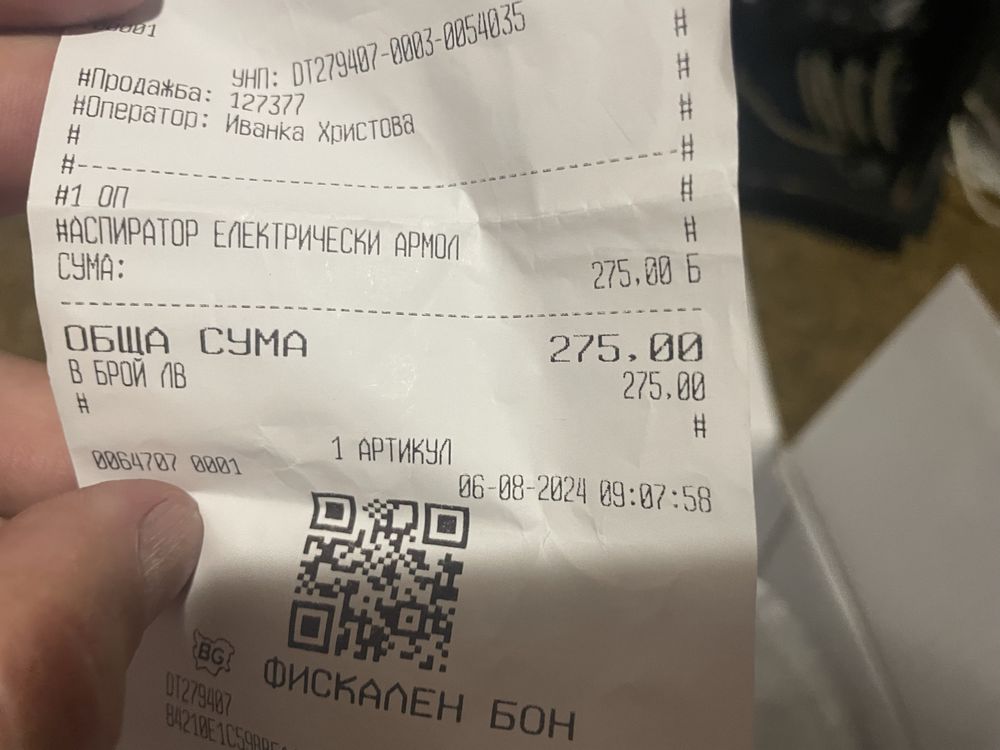 0001
УНП: DT279407-0003-0054035
#Продажба: 127377 #
#Оператор: Иванка Христова #
# #
#------------------------------------------------#
#1 ОП #
#АСПИРАТОР ЕЛЕКТРИЧЕСКИ АРМОЛ #
СУМА: 275,00 Б
------------------------------------------------
ОБЩА СУМА 275,00
В БРОЙ ЛВ 275,00
# #
1 АРТИКУЛ
0064707 0001 06-08-2024 09:07:58
BG
ФИСКАЛЕН БОН
DT279407